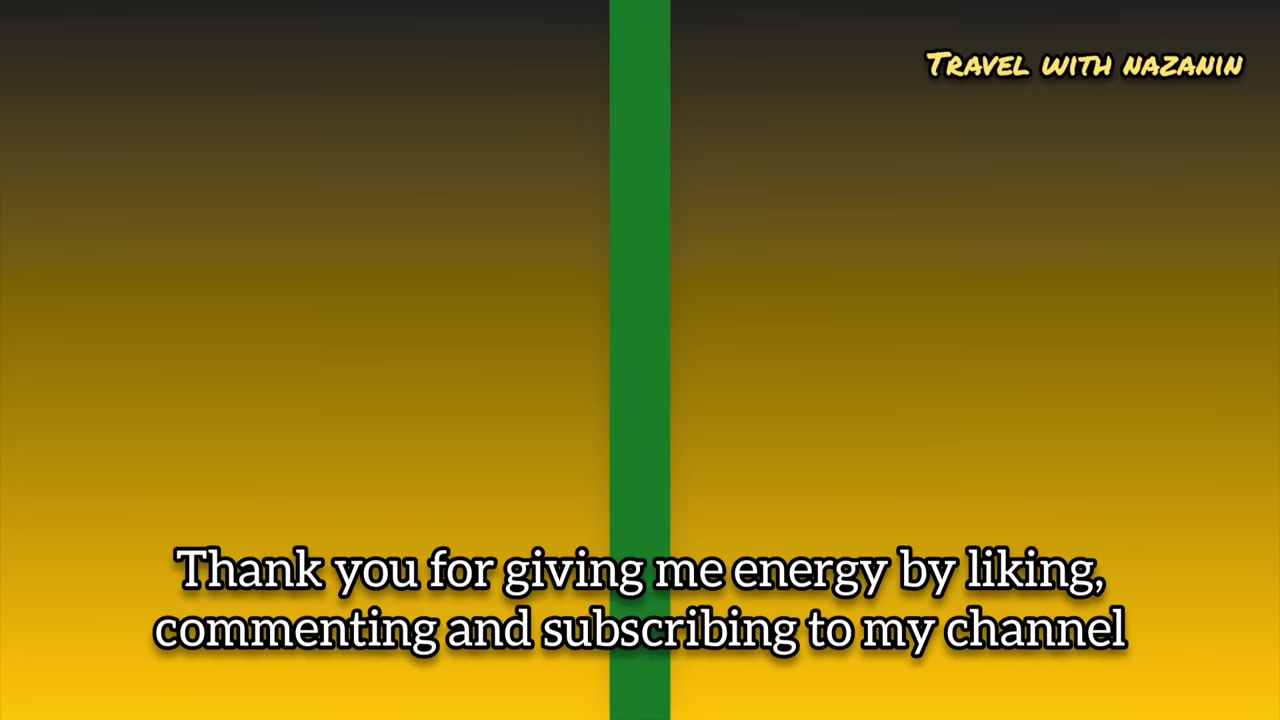 Travel with nazanin
Thank you for giving me energy by liking,
commenting and subscribing to my channel